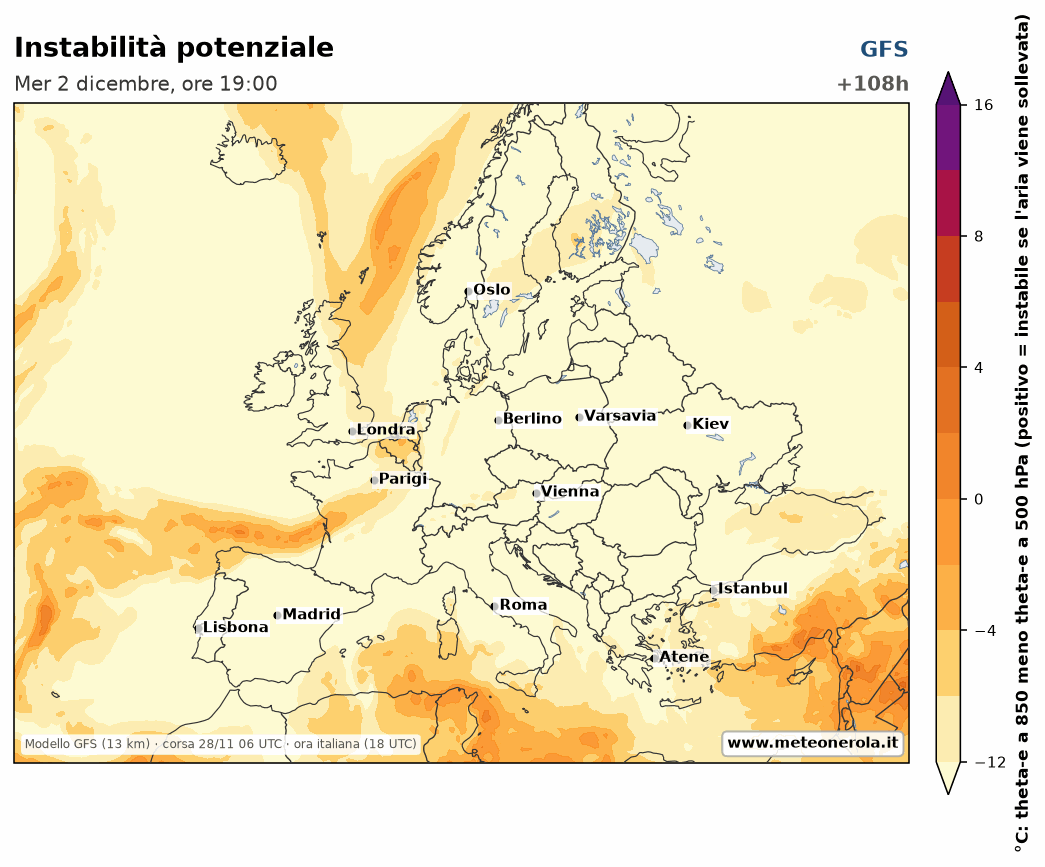 Instabilità potenziale
GFS
Mer 2 dicembre, ore 19:00
+108h
Oslo
Berlino
Varsavia
Kiev
Londra
Parigi
Vienna
Istanbul
Roma
Madrid
Lisbona
Atene
Modello GFS (13 km) · corsa 28/11 06 UTC · ora italiana (18 UTC)
www.meteonerola.it
16
8
4
0
−4
−12
°C: theta-e a 850 meno theta-e a 500 hPa (positivo = instabile se l'aria viene sollevata)